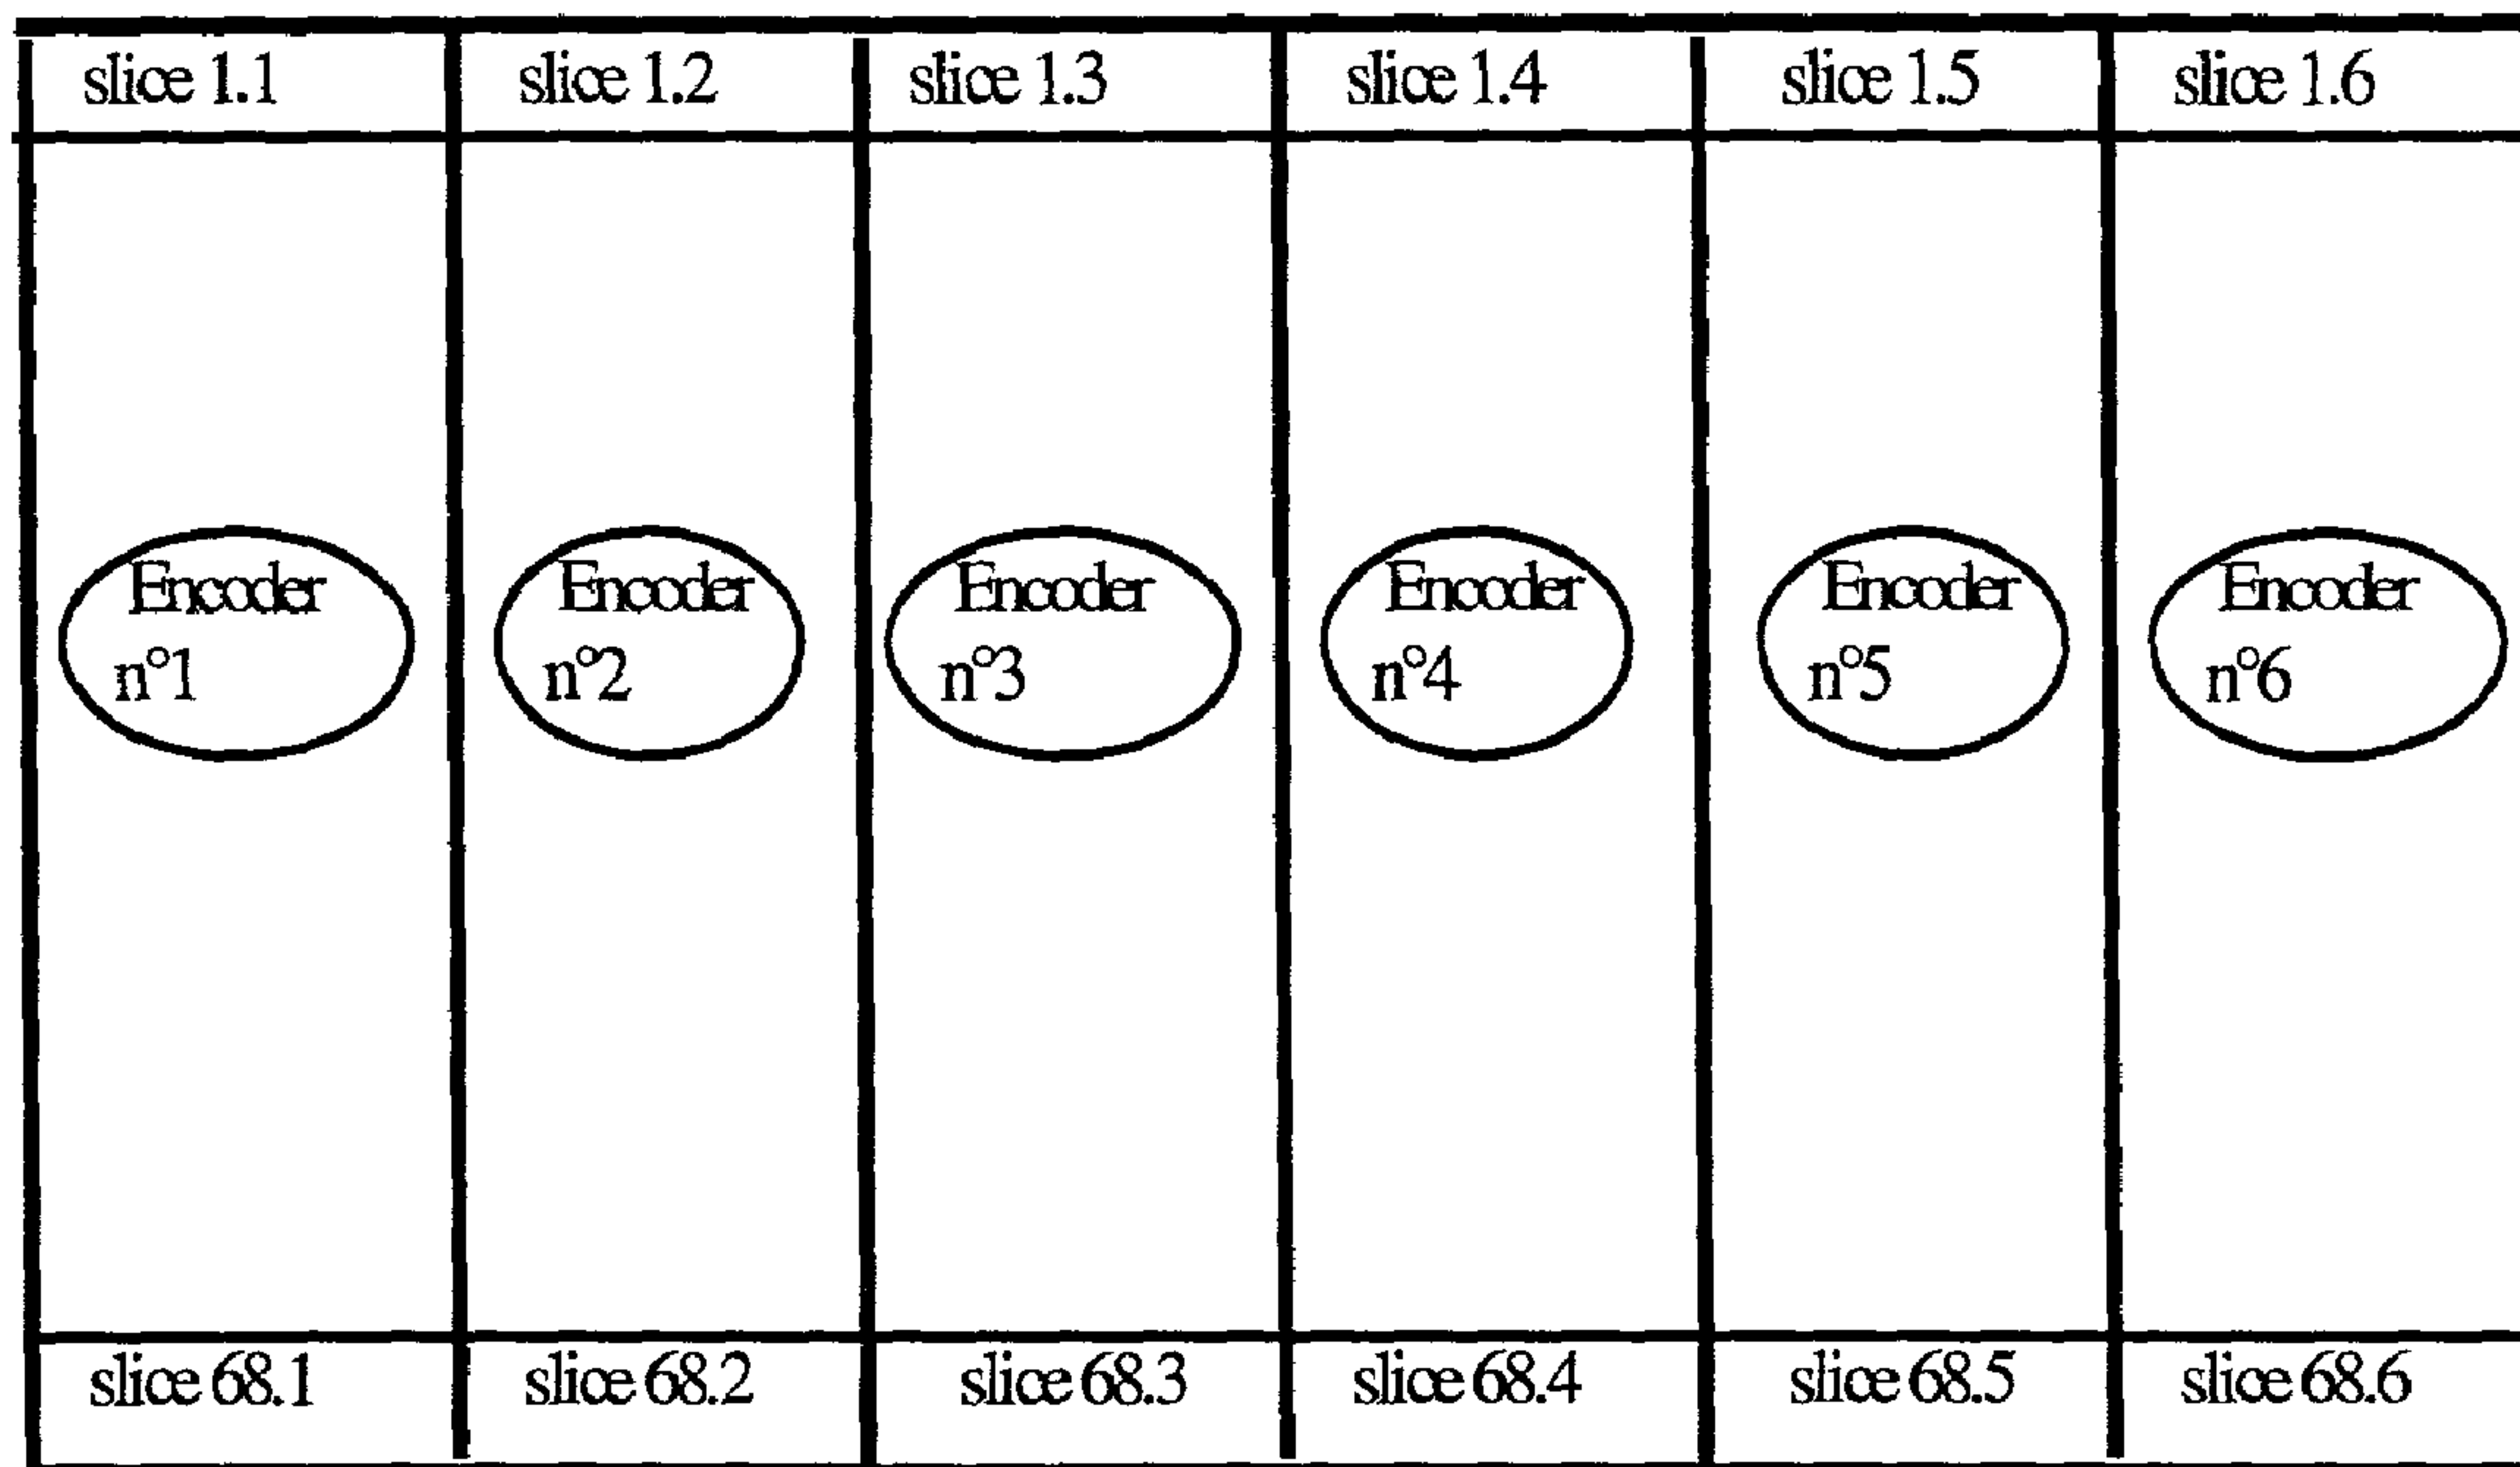 slice 1.1 slice 1.2 slice 1.3 slice 1.4 slice 1.5 slice 1.6
Encoder Encoder Encoder Encoder Encoder Encoder
n°1 n°2 n°3 n°4 n°5 n°6
slice 68.1 slice 68.2 slice 68.3 slice 68.4 slice 68.5 slice 68.6